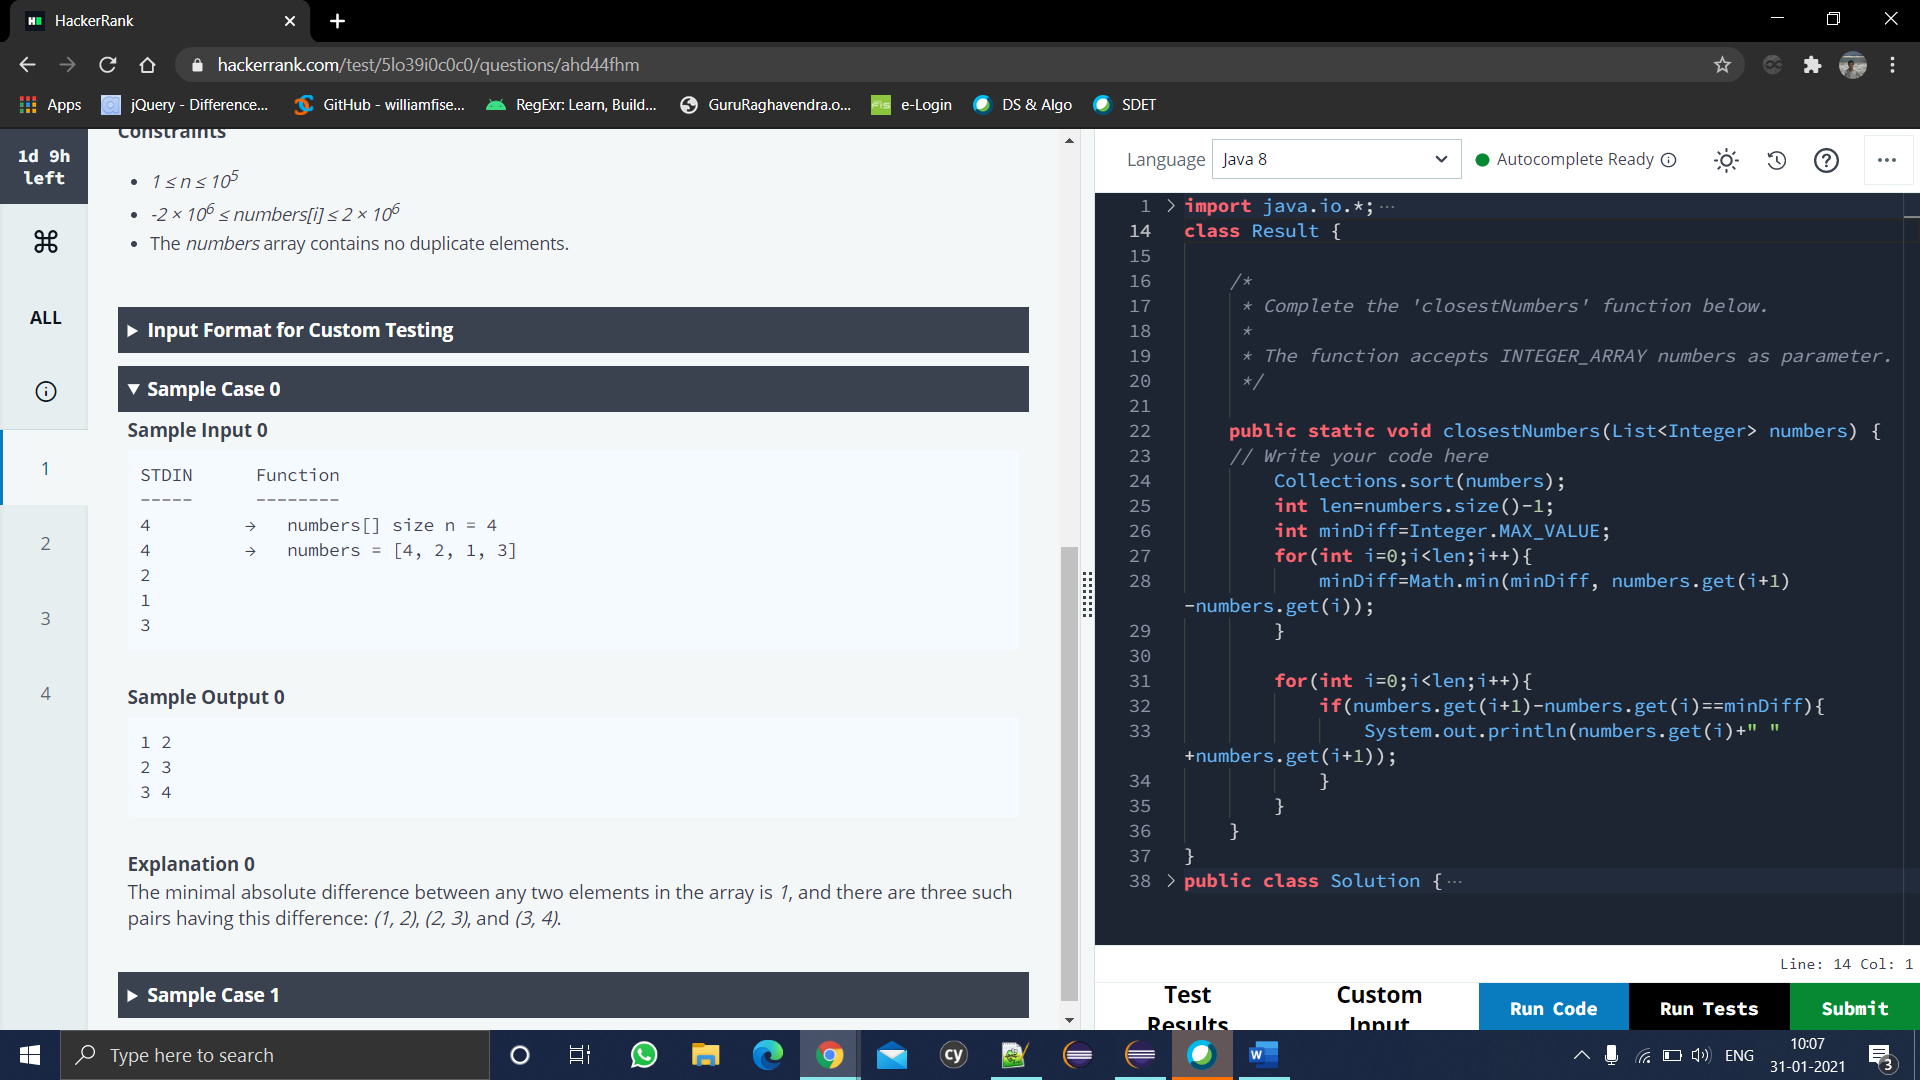 HackerRank
hackerrank.com/test/5lo39i0c0c0/questions/ahd44fhm
Apps jQuery - Difference... GitHub - williamfise... RegExr: Learn, Build... GuruRaghavendra.o... e-Login DS & Algo SDET
1d 9h
left
ALL
1
2
3
4
Constraints
• 1 ≤ n ≤ 10⁵
• -2 × 10⁶ ≤ numbers[i] ≤ 2 × 10⁶
• The numbers array contains no duplicate elements.
Input Format for Custom Testing
Sample Case 0
Sample Input 0
STDIN Function
----- --------
4 → numbers[] size n = 4
4 → numbers = [4, 2, 1, 3]
2
1
3
Sample Output 0
1 2
2 3
3 4
Explanation 0
The minimal absolute difference between any two elements in the array is 1, and there are three such
pairs having this difference: (1, 2), (2, 3), and (3, 4).
Sample Case 1
Language Java 8 Autocomplete Ready
1 > import java.io.*; ···
14 class Result {
15
16 /*
17 * Complete the 'closestNumbers' function below.
18 *
19 * The function accepts INTEGER_ARRAY numbers as parameter.
20 */
21
22 public static void closestNumbers(List<Integer> numbers) {
23 // Write your code here
24 Collections.sort(numbers);
25 int len=numbers.size()-1;
26 int minDiff=Integer.MAX_VALUE;
27 for(int i=0;i<len;i++){
28 minDiff=Math.min(minDiff, numbers.get(i+1)
-numbers.get(i));
29 }
30
31 for(int i=0;i<len;i++){
32 if(numbers.get(i+1)-numbers.get(i)==minDiff){
33 System.out.println(numbers.get(i)+" "
+numbers.get(i+1));
34 }
35 }
36 }
37 }
38 > public class Solution { ···
Line: 14 Col: 1
Test
Results
Custom
Input
Run Code Run Tests Submit
Type here to search
cy
W
ENG
10:07
31-01-2021
3